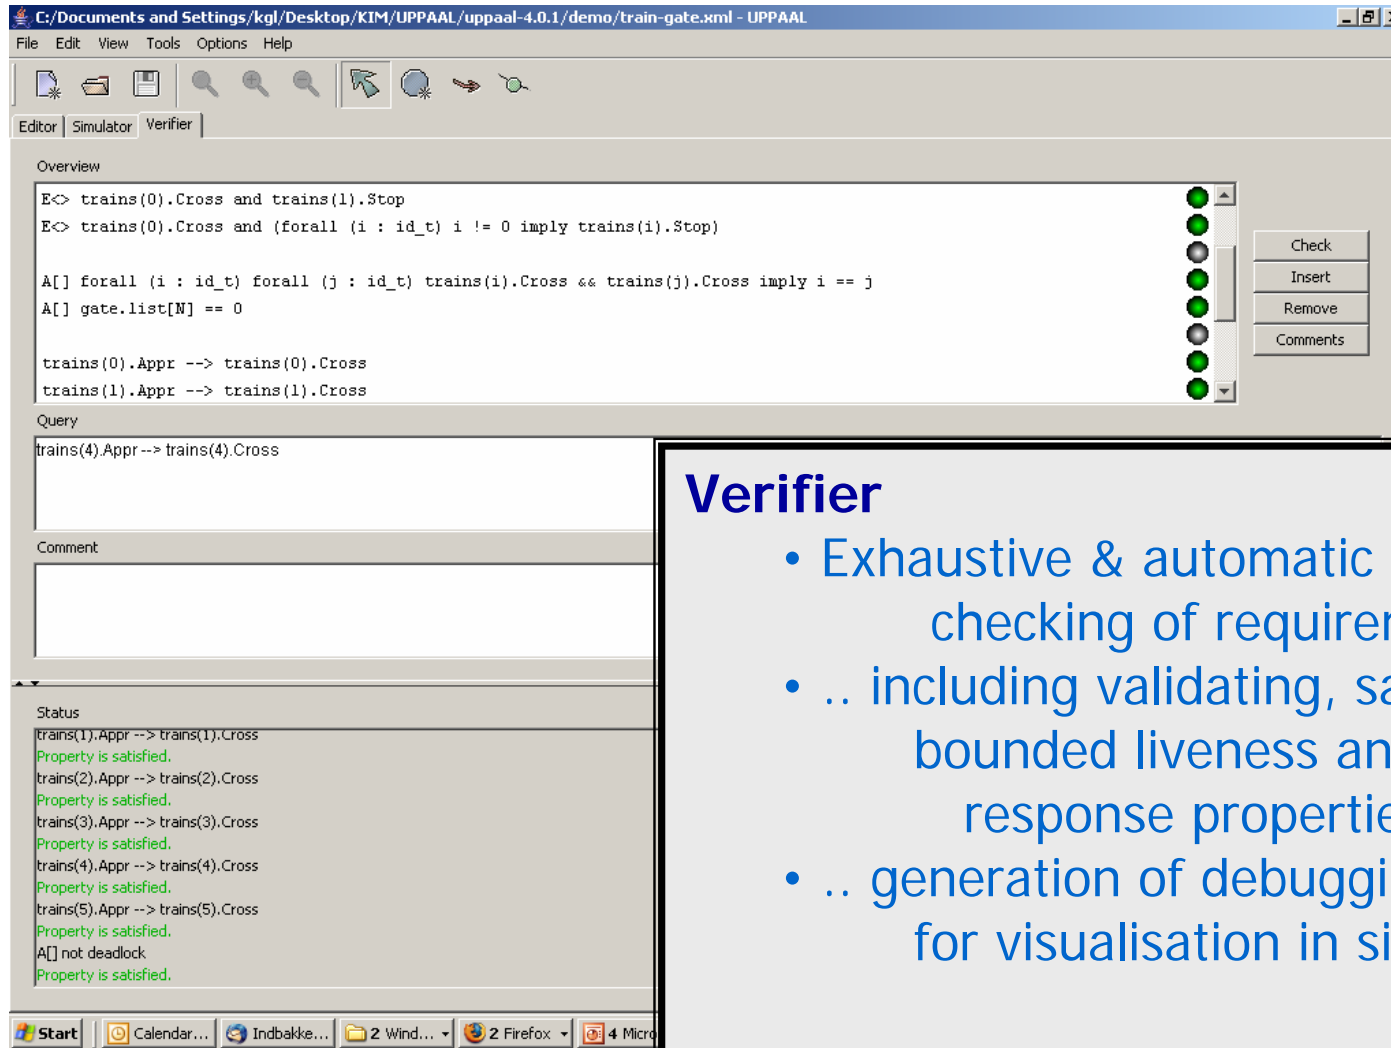 C:/Documents and Settings/kgl/Desktop/KIM/UPPAAL/uppaal-4.0.1/demo/train-gate.xml - UPPAAL
File Edit View Tools Options Help
Editor Simulator Verifier
Overview
E<> trains(0).Cross and trains(1).Stop
E<> trains(0).Cross and (forall (i : id_t) i != 0 imply trains(i).Stop)
A[] forall (i : id_t) forall (j : id_t) trains(i).Cross && trains(j).Cross imply i == j
A[] gate.list[N] == 0
trains(0).Appr --> trains(0).Cross
trains(1).Appr --> trains(1).Cross
Check
Insert
Remove
Comments
Query
trains(4).Appr --> trains(4).Cross
Comment
Status
trains(1).Appr --> trains(1).Cross
Property is satisfied.
trains(2).Appr --> trains(2).Cross
Property is satisfied.
trains(3).Appr --> trains(3).Cross
Property is satisfied.
trains(4).Appr --> trains(4).Cross
Property is satisfied.
trains(5).Appr --> trains(5).Cross
Property is satisfied.
A[] not deadlock
Property is satisfied.
Verifier
• Exhaustive & automatic
checking of requirer
• .. including validating, sa
bounded liveness an
response propertie
• .. generation of debuggi
for visualisation in si
Start Calendar... Indbakke... 2 Wind... 2 Firefox 4 Micro